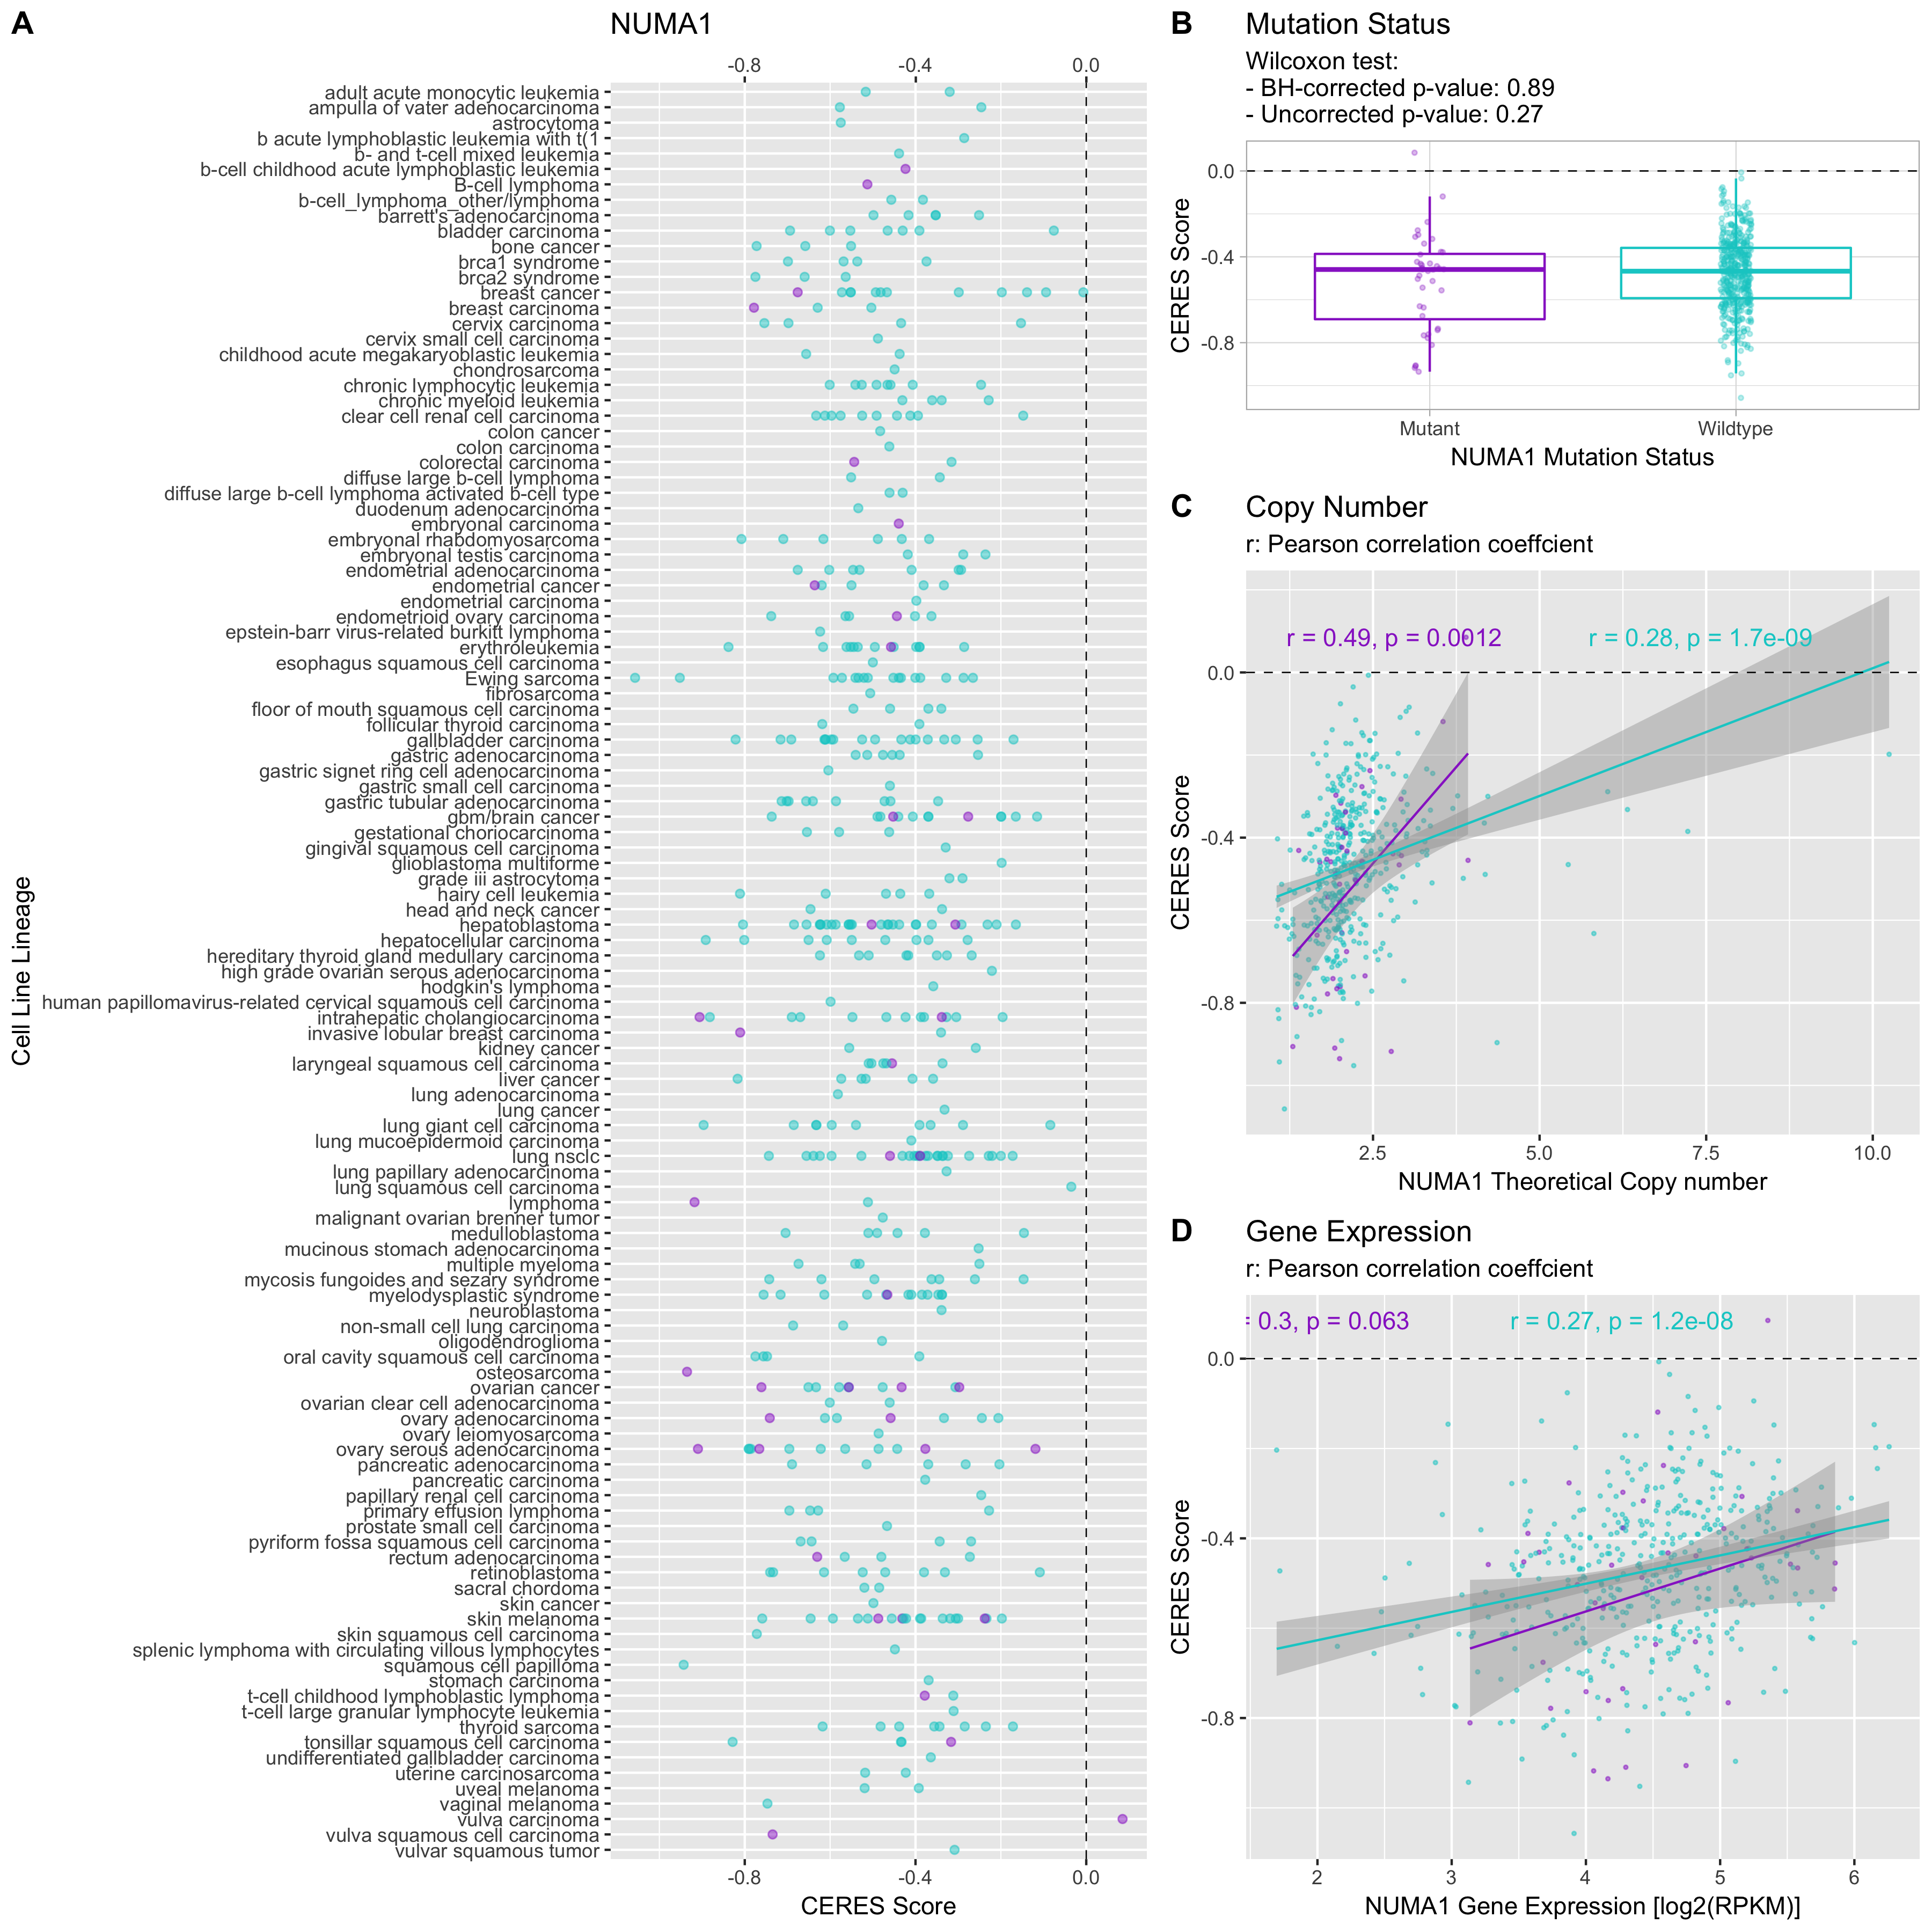 A
NUMA1
-0.8 -0.4 0.0
adult acute monocytic leukemia
ampulla of vater adenocarcinoma
astrocytoma
b acute lymphoblastic leukemia with t(1
b- and t-cell mixed leukemia
b-cell childhood acute lymphoblastic leukemia
B-cell lymphoma
b-cell_lymphoma_other/lymphoma
barrett's adenocarcinoma
bladder carcinoma
bone cancer
brca1 syndrome
brca2 syndrome
breast cancer
breast carcinoma
cervix carcinoma
cervix small cell carcinoma
childhood acute megakaryoblastic leukemia
chondrosarcoma
chronic lymphocytic leukemia
chronic myeloid leukemia
clear cell renal cell carcinoma
colon cancer
colon carcinoma
colorectal carcinoma
diffuse large b-cell lymphoma
diffuse large b-cell lymphoma activated b-cell type
duodenum adenocarcinoma
embryonal carcinoma
embryonal rhabdomyosarcoma
embryonal testis carcinoma
endometrial adenocarcinoma
endometrial cancer
endometrial carcinoma
endometrioid ovary carcinoma
epstein-barr virus-related burkitt lymphoma
erythroleukemia
esophagus squamous cell carcinoma
Ewing sarcoma
fibrosarcoma
floor of mouth squamous cell carcinoma
follicular thyroid carcinoma
gallbladder carcinoma
gastric adenocarcinoma
gastric signet ring cell adenocarcinoma
gastric small cell carcinoma
gastric tubular adenocarcinoma
gbm/brain cancer
gestational choriocarcinoma
gingival squamous cell carcinoma
glioblastoma multiforme
grade iii astrocytoma
hairy cell leukemia
head and neck cancer
hepatoblastoma
hepatocellular carcinoma
hereditary thyroid gland medullary carcinoma
high grade ovarian serous adenocarcinoma
hodgkin's lymphoma
human papillomavirus-related cervical squamous cell carcinoma
intrahepatic cholangiocarcinoma
invasive lobular breast carcinoma
kidney cancer
laryngeal squamous cell carcinoma
liver cancer
lung adenocarcinoma
lung cancer
lung giant cell carcinoma
lung mucoepidermoid carcinoma
lung nsclc
lung papillary adenocarcinoma
lung squamous cell carcinoma
lymphoma
malignant ovarian brenner tumor
medulloblastoma
mucinous stomach adenocarcinoma
multiple myeloma
mycosis fungoides and sezary syndrome
myelodysplastic syndrome
neuroblastoma
non-small cell lung carcinoma
oligodendroglioma
oral cavity squamous cell carcinoma
osteosarcoma
ovarian cancer
ovarian clear cell adenocarcinoma
ovary adenocarcinoma
ovary leiomyosarcoma
ovary serous adenocarcinoma
pancreatic adenocarcinoma
pancreatic carcinoma
papillary renal cell carcinoma
primary effusion lymphoma
prostate small cell carcinoma
pyriform fossa squamous cell carcinoma
rectum adenocarcinoma
retinoblastoma
sacral chordoma
skin cancer
skin melanoma
skin squamous cell carcinoma
splenic lymphoma with circulating villous lymphocytes
squamous cell papilloma
stomach carcinoma
t-cell childhood lymphoblastic lymphoma
t-cell large granular lymphocyte leukemia
thyroid sarcoma
tonsillar squamous cell carcinoma
undifferentiated gallbladder carcinoma
uterine carcinosarcoma
uveal melanoma
vaginal melanoma
vulva carcinoma
vulva squamous cell carcinoma
vulvar squamous tumor
-0.8 -0.4 0.0
CERES Score
Cell Line Lineage
B
Mutation Status
Wilcoxon test:
- BH-corrected p-value: 0.89
- Uncorrected p-value: 0.27
0.0
-0.4
-0.8
CERES Score
Mutant Wildtype
NUMA1 Mutation Status
C
Copy Number
r: Pearson correlation coeffcient
r = 0.49, p = 0.0012 r = 0.28, p = 1.7e-09
0.0
-0.4
-0.8
CERES Score
2.5 5.0 7.5 10.0
NUMA1 Theoretical Copy number
D
Gene Expression
r: Pearson correlation coeffcient
= 0.3, p = 0.063 r = 0.27, p = 1.2e-08
0.0
-0.4
-0.8
CERES Score
2 3 4 5 6
NUMA1 Gene Expression [log2(RPKM)]